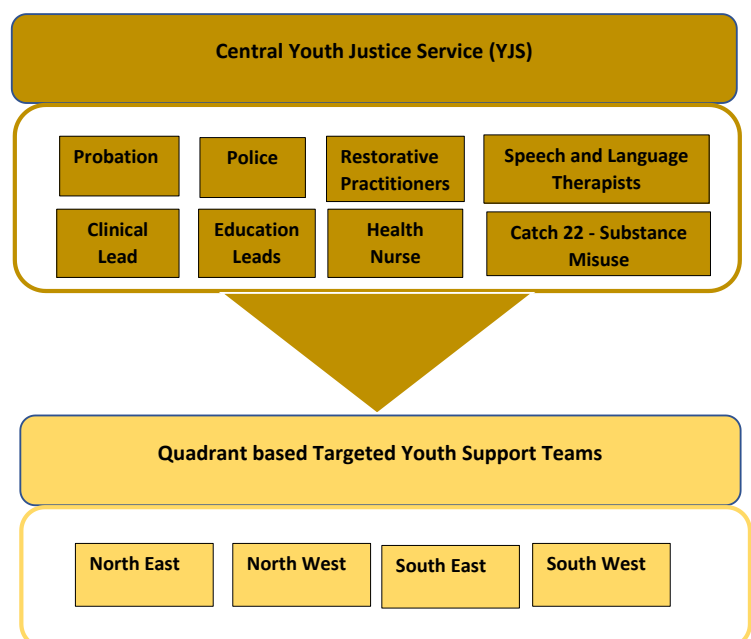 Central Youth Justice Service (YJS)
Probation
Police
Restorative
Practitioners
Speech and Language
Therapists
Clinical
Lead
Education
Leads
Health
Nurse
Catch 22 - Substance
Misuse
Quadrant based Targeted Youth Support Teams
North East
North West
South East
South West